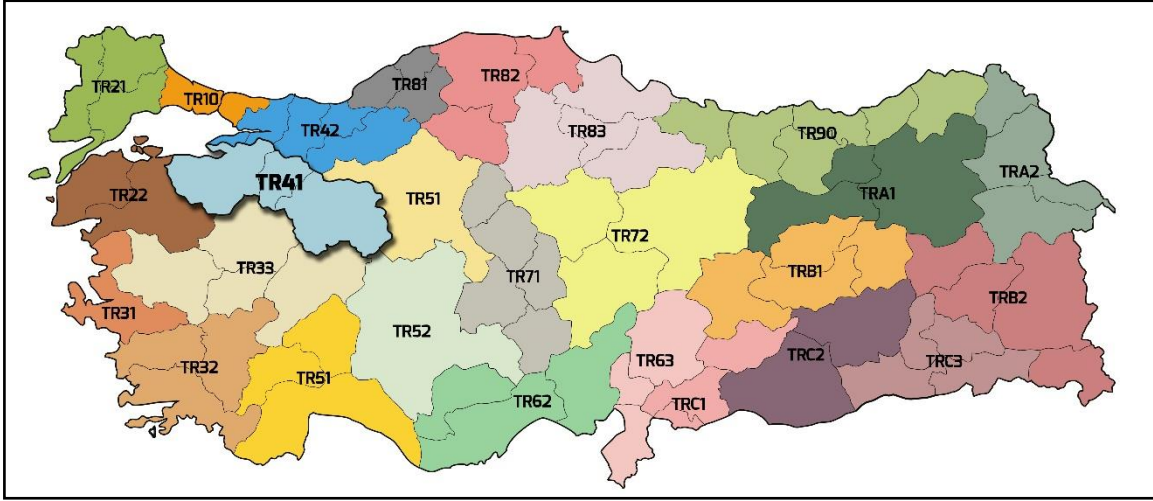 TR21
TR10
TR81
TR82
TR42
TR83
TR90
TR41
TR22
TR51
TRA1
TRA2
TR72
TR33
TR71
TRB1
TRB2
TR31
TR52
TR32
TR51
TR63
TRC2
TRC3
TR62
TRC1